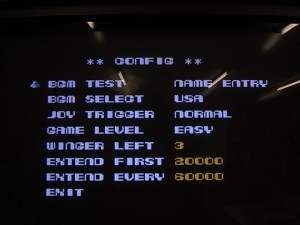 ** CONFIG **
BGM TEST NAME ENTRY
BGM SELECT USA
JOY TRIGGER NORMAL
GAME LEVEL EASY
WINGER LEFT 3
EXTEND FIRST 20000
EXTEND EVERY 60000
EXIT